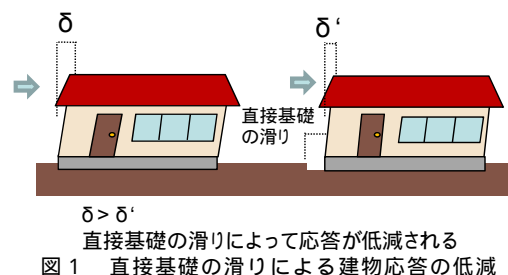 δ
δ‘
直接基礎
の滑り
δ> δ‘
直接基礎の滑りによって応答が低減される
図１　直接基礎の滑りによる建物応答の低減